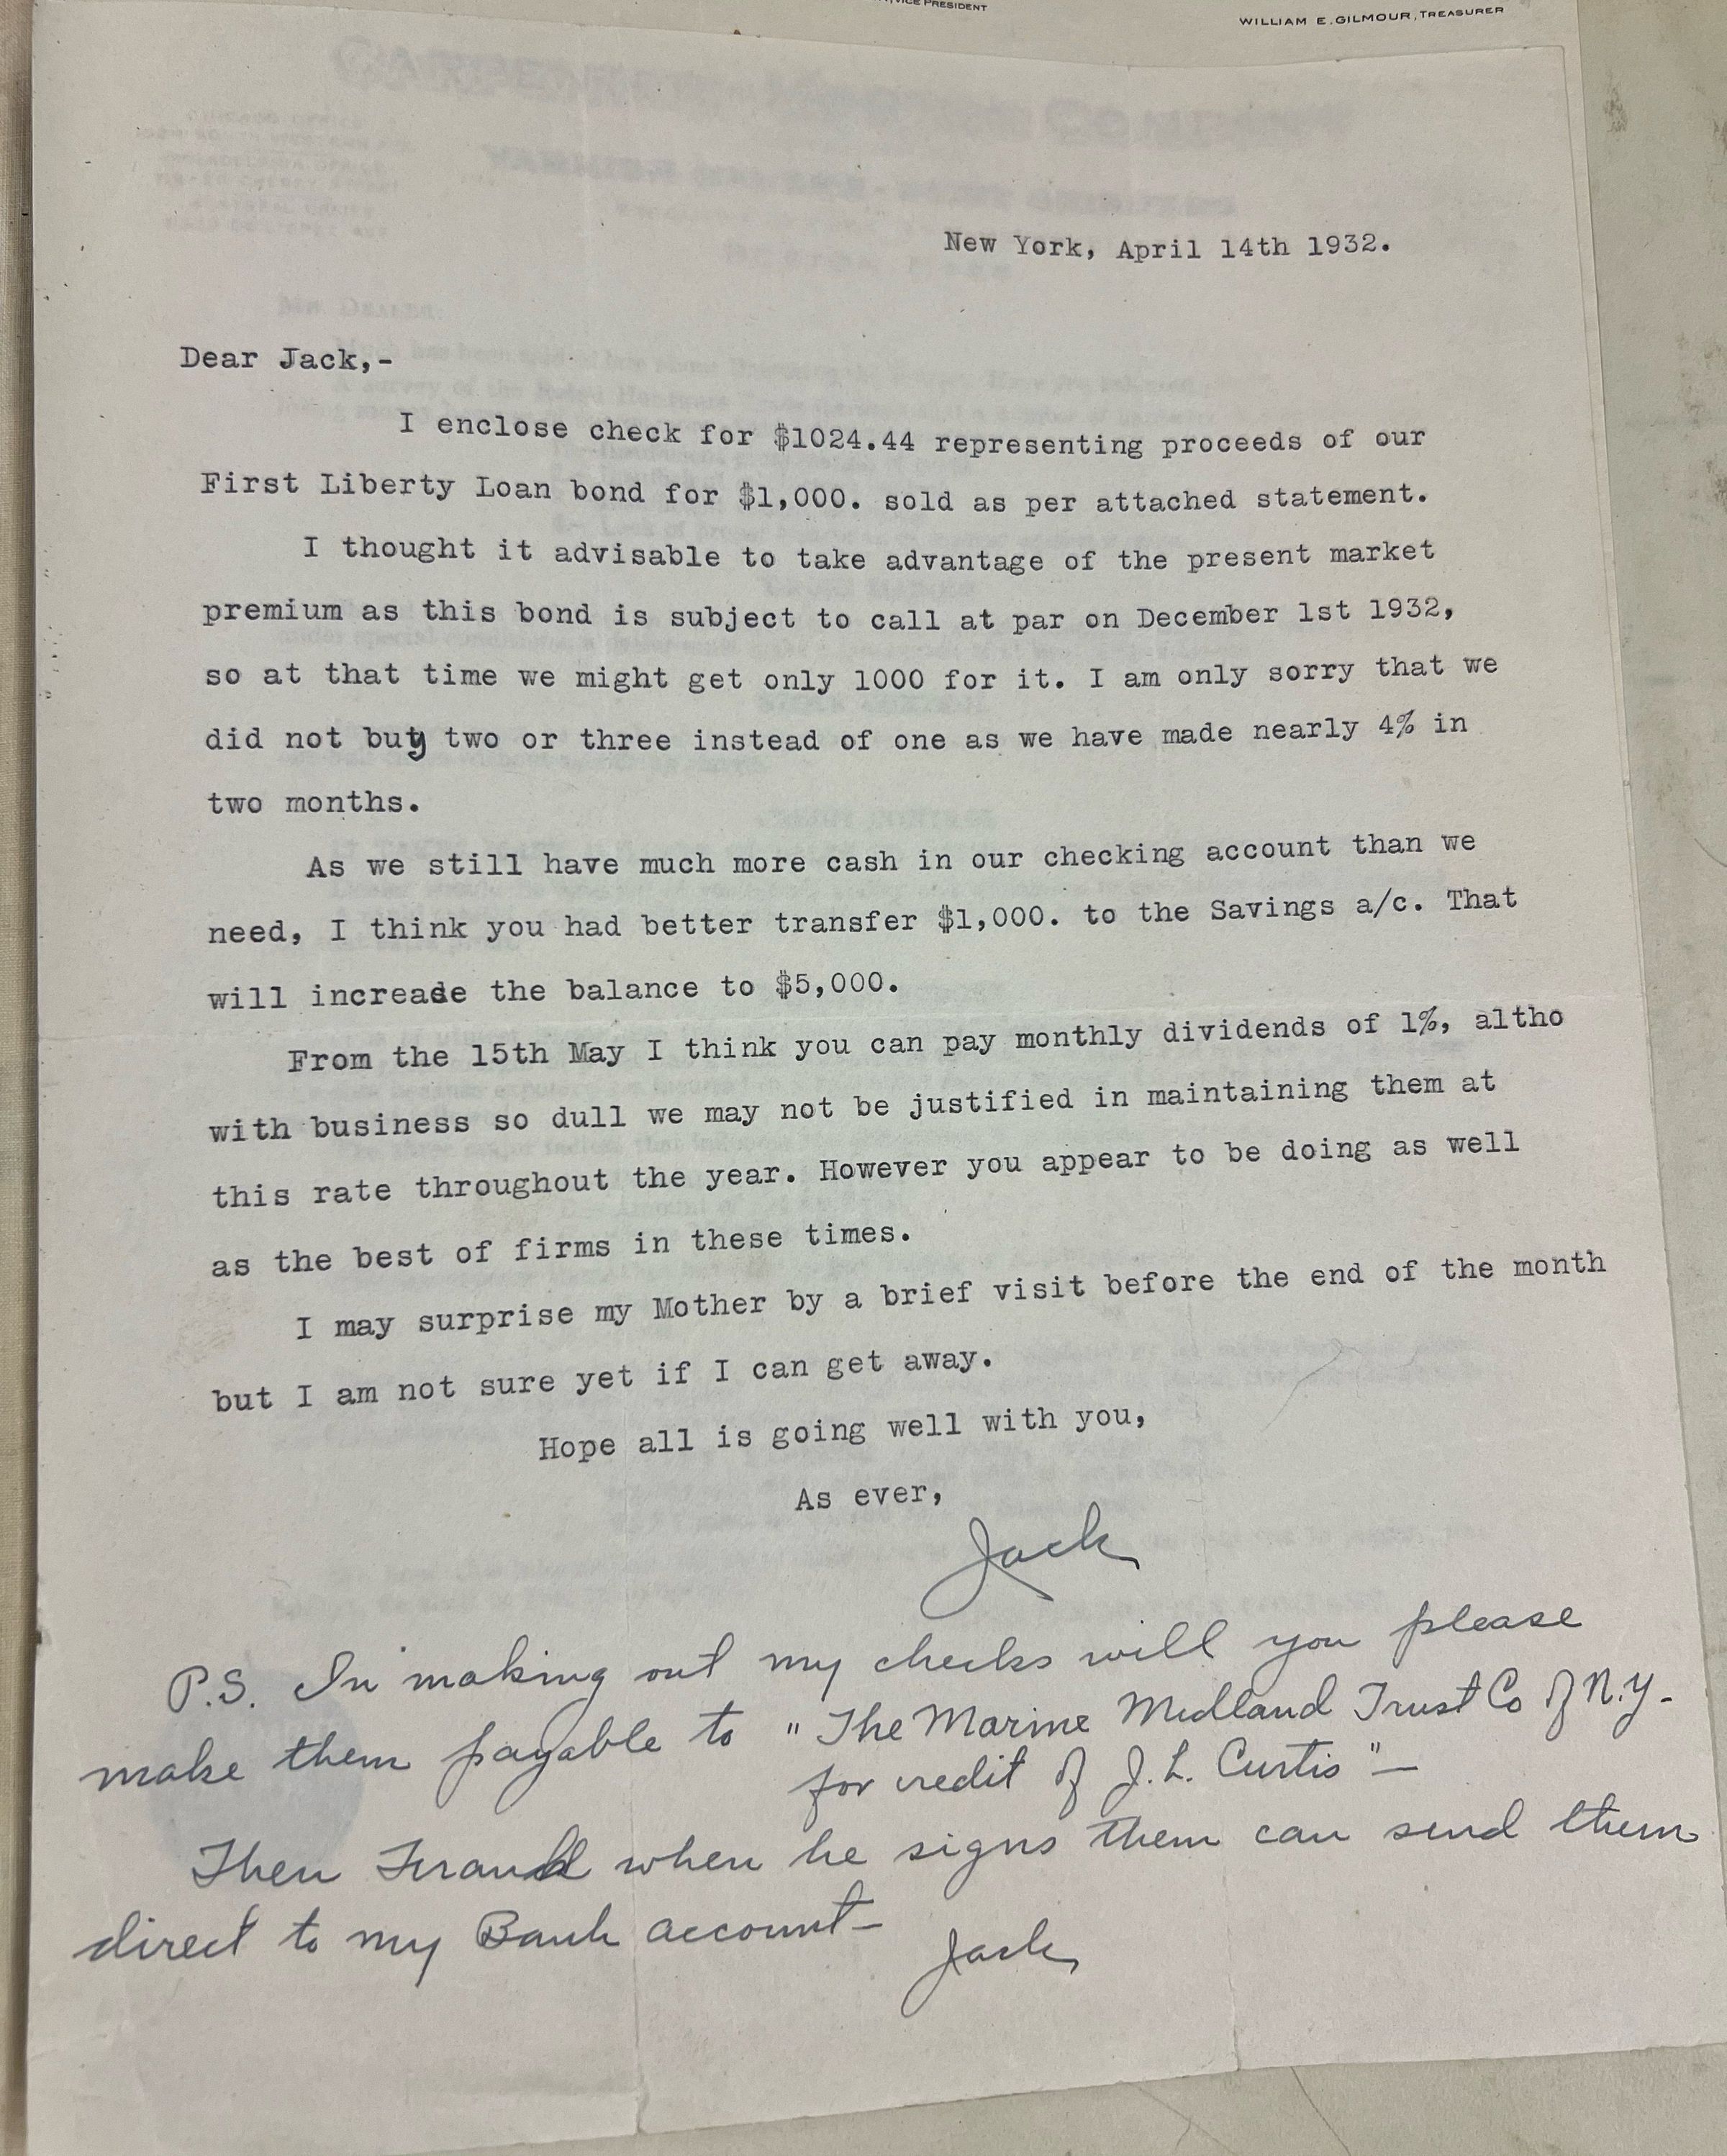 VICE PRESIDENT
WILLIAM E. GILMOUR, TREASURER
New York, April 14th 1932.
Dear Jack,-
I enclose check for $1024.44 representing proceeds of our
First Liberty Loan bond for $1,000. sold as per attached statement.
I thought it advisable to take advantage of the present market
premium as this bond is subject to call at par on December 1st 1932,
so at that time we might get only 1000 for it. I am only sorry that we
did not buy two or three instead of one as we have made nearly 4% in
two months.
As we still have much more cash in our checking account than we
need, I think you had better transfer $1,000. to the Savings a/c. That
will increase the balance to $5,000.
From the 15th May I think you can pay monthly dividends of 1%, altho
with business so dull we may not be justified in maintaining them at
this rate throughout the year. However you appear to be doing as well
as the best of firms in these times.
I may surprise my Mother by a brief visit before the end of the month
but I am not sure yet if I can get away.
Hope all is going well with you,
As ever,
Jack
P.S. In making out my checks will you please
make them payable to "The Marine Midland Trust Co of N.Y.
for credit of J. L. Curtis" —
Then Frank when he signs them can send them
direct to my Bank account —
Jack